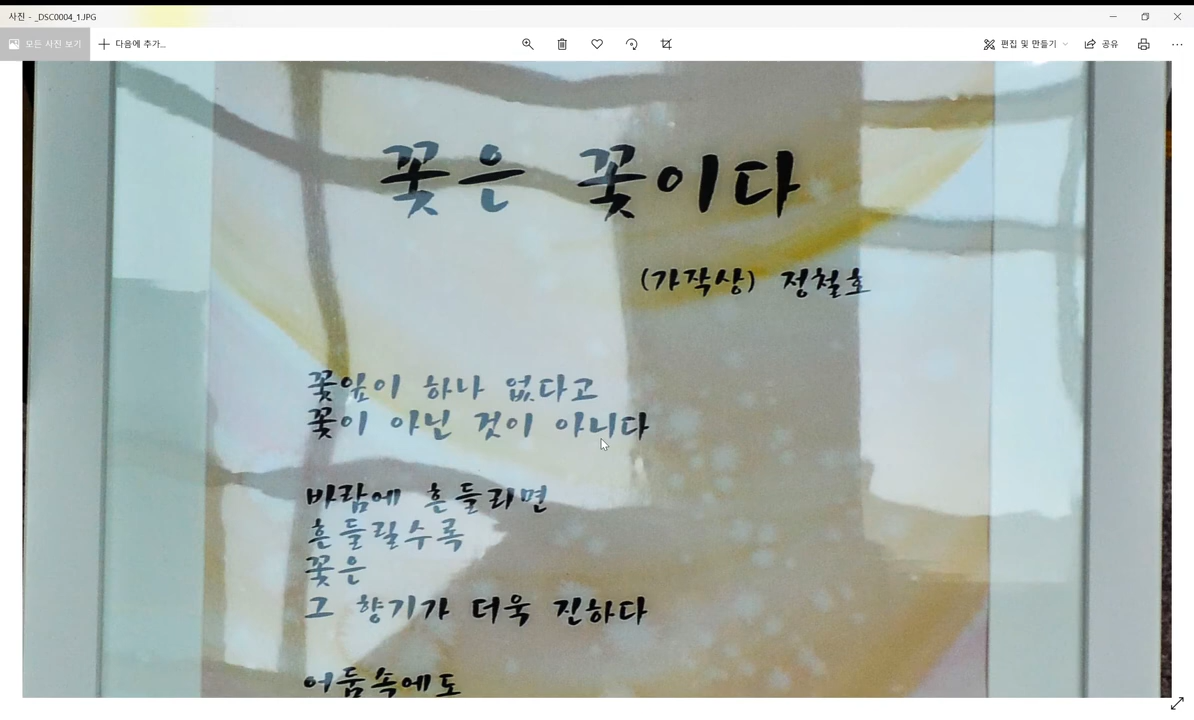 사진 - _DSC0004_1.JPG
모든 사진 보기
다음에 추가...
편집 및 만들기
공유
꽃은 꽃이다
(가작상) 정철호
꽃잎이 하나 없다고
꽃이 아닌 것이 아니다
바람에 흔들리면
흔들릴수록
꽃은
그 향기가 더욱 진하다
어둠속에도